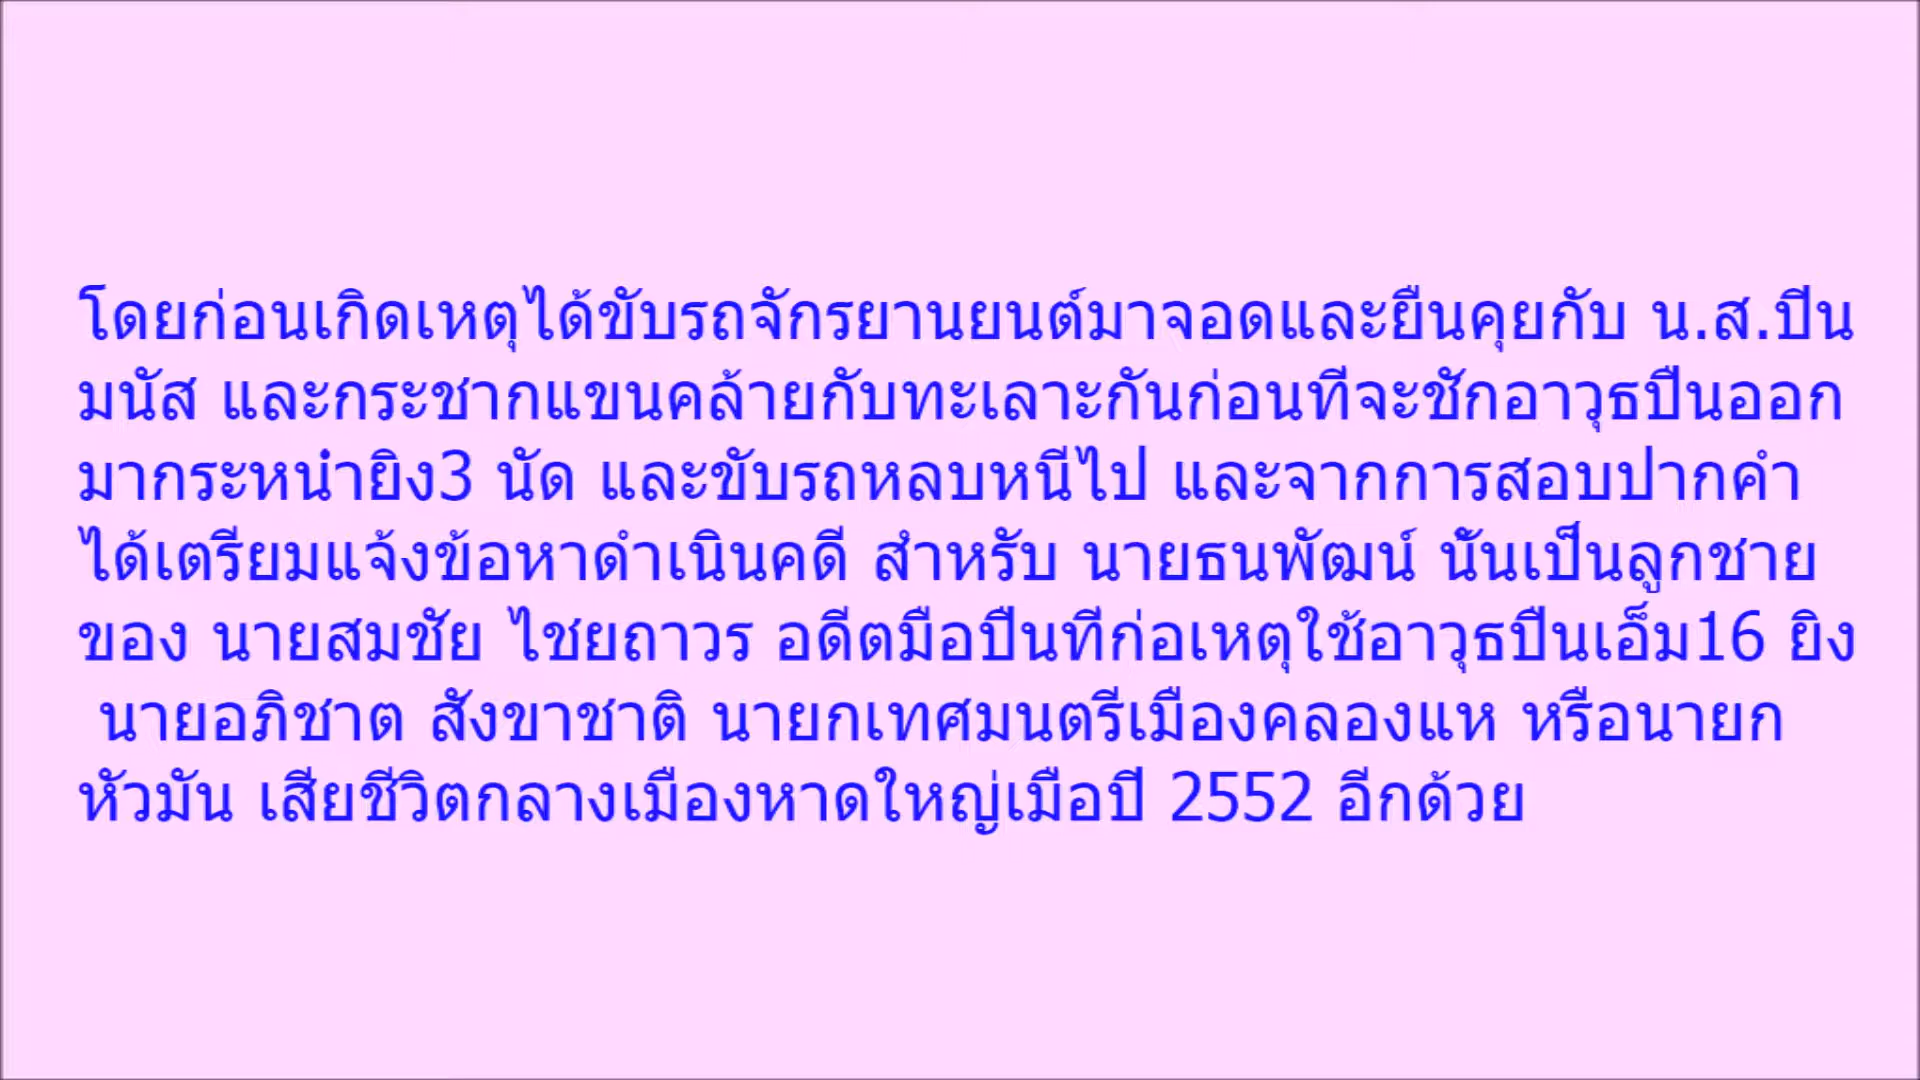 โดยก่อนเกิดเหตุได้ขับรถจักรยานยนต์มาจอดและยืนคุยกับ น.ส.ปีน
มนัส และกระชากแขนคล้ายกับทะเลาะกันก่อนที่จะชักอาวุธปืนออก
มากระหน่ำยิง3 นัด และขับรถหลบหนีไป และจากการสอบปากคำ
ได้เตรียมแจ้งข้อหาดำเนินคดี สำหรับ นายธนพัฒน์ นั้นเป็นลูกชาย
ของ นายสมชัย ไชยถาวร อดีตมือปืนที่ก่อเหตุใช้อาวุธปืนเอ็ม16 ยิง
นายอภิชาต สังขาชาติ นายกเทศมนตรีเมืองคลองแห หรือนายก
หัวมัน เสียชีวิตกลางเมืองหาดใหญ่เมื่อปี 2552 อีกด้วย